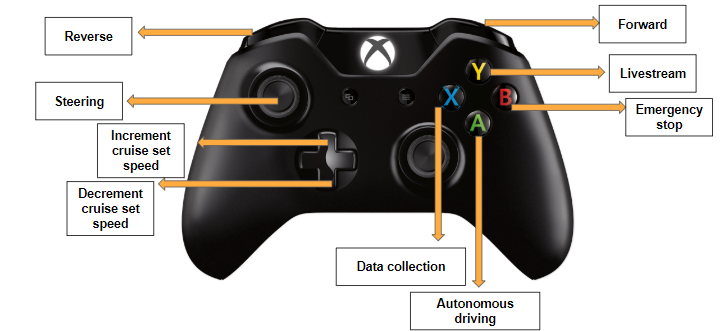 Reverse
Forward
Steering
Y
Livestream
X
B
Emergency
stop
A
Increment
cruise set
speed
Decrement
cruise set
speed
Data collection
Autonomous
driving